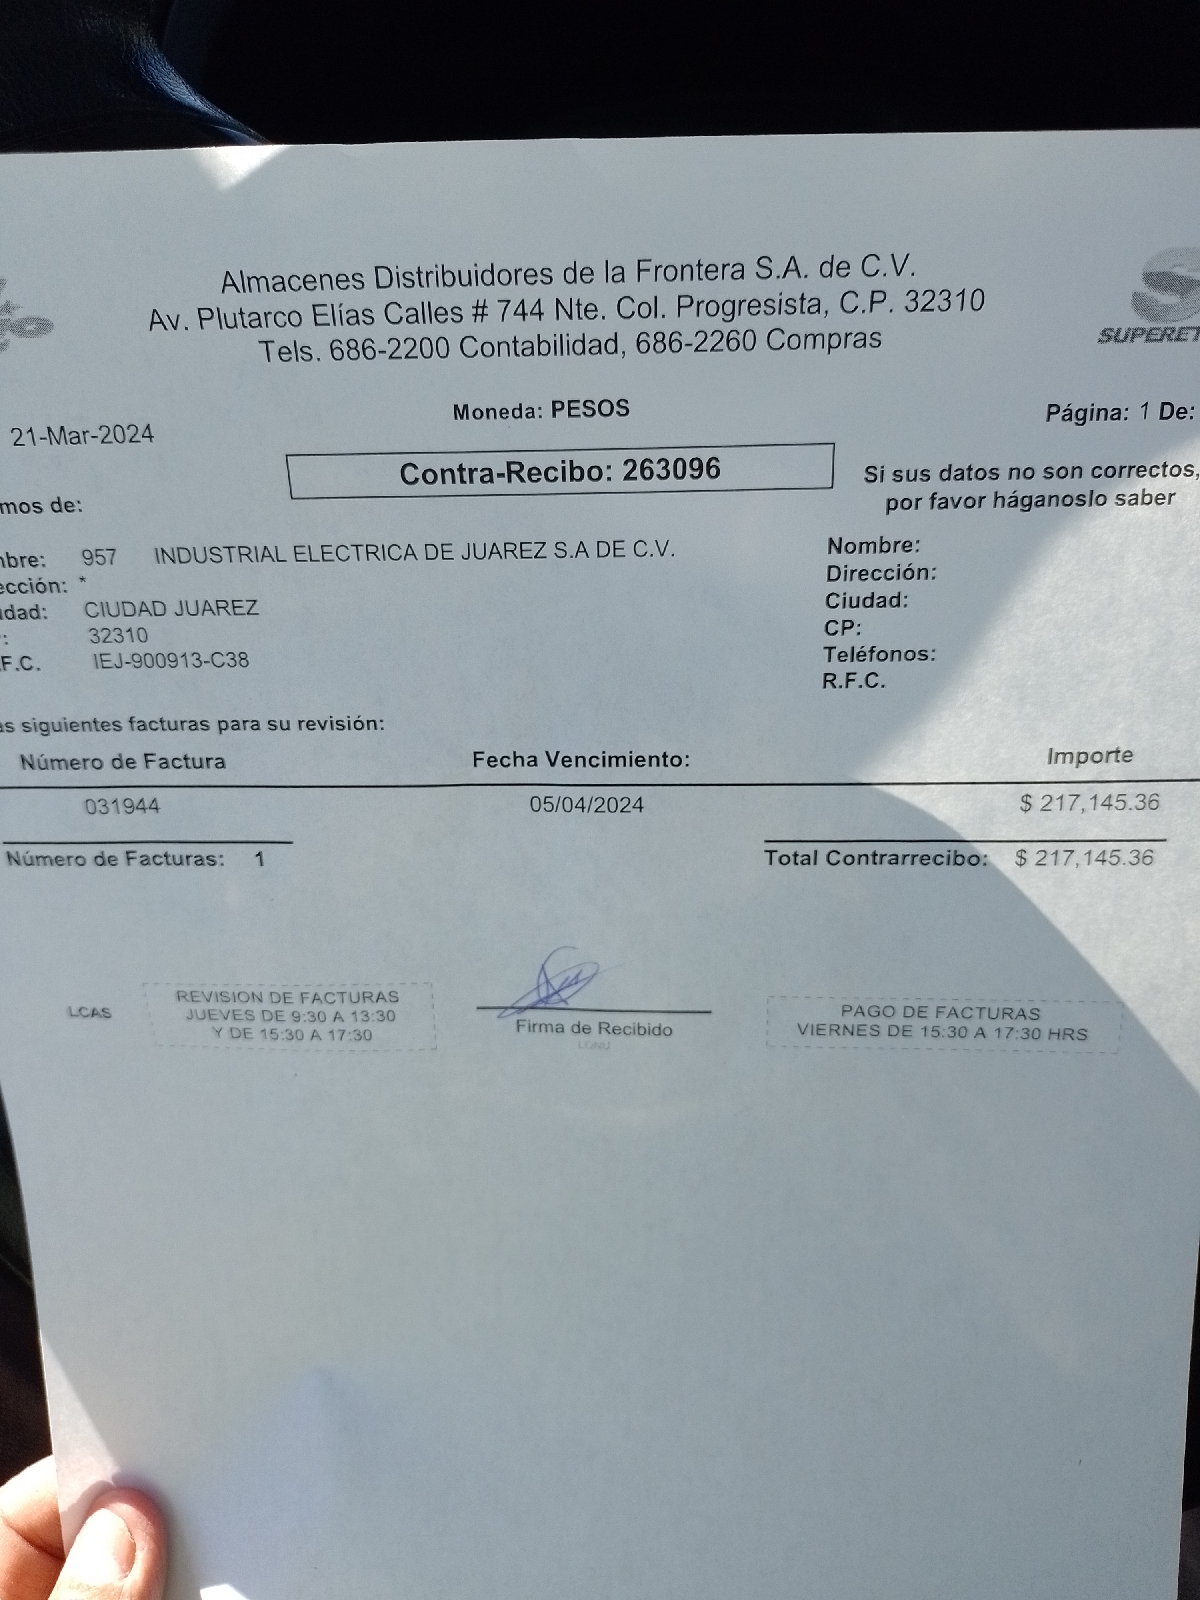 Almacenes Distribuidores de la Frontera S.A. de C.V.
Av. Plutarco Elías Calles # 744 Nte. Col. Progresista, C.P. 32310
Tels. 686-2200 Contabilidad, 686-2260 Compras
SUPERET
Moneda: PESOS
Página: 1 De:
21-Mar-2024
Contra-Recibo: 263096
Si sus datos no son correctos,
por favor háganoslo saber
mos de:
bre: 957 INDUSTRIAL ELECTRICA DE JUAREZ S.A DE C.V.
ección: *
dad: CIUDAD JUAREZ
: 32310
F.C. IEJ-900913-C38
Nombre:
Dirección:
Ciudad:
CP:
Teléfonos:
R.F.C.
as siguientes facturas para su revisión:
Número de Factura Fecha Vencimiento: Importe
031944 05/04/2024 $ 217,145.36
Número de Facturas: 1 Total Contrarrecibo: $ 217,145.36
LCAS
REVISION DE FACTURAS
JUEVES DE 9:30 A 13:30
Y DE 15:30 A 17:30
Firma de Recibido
PAGO DE FACTURAS
VIERNES DE 15:30 A 17:30 HRS